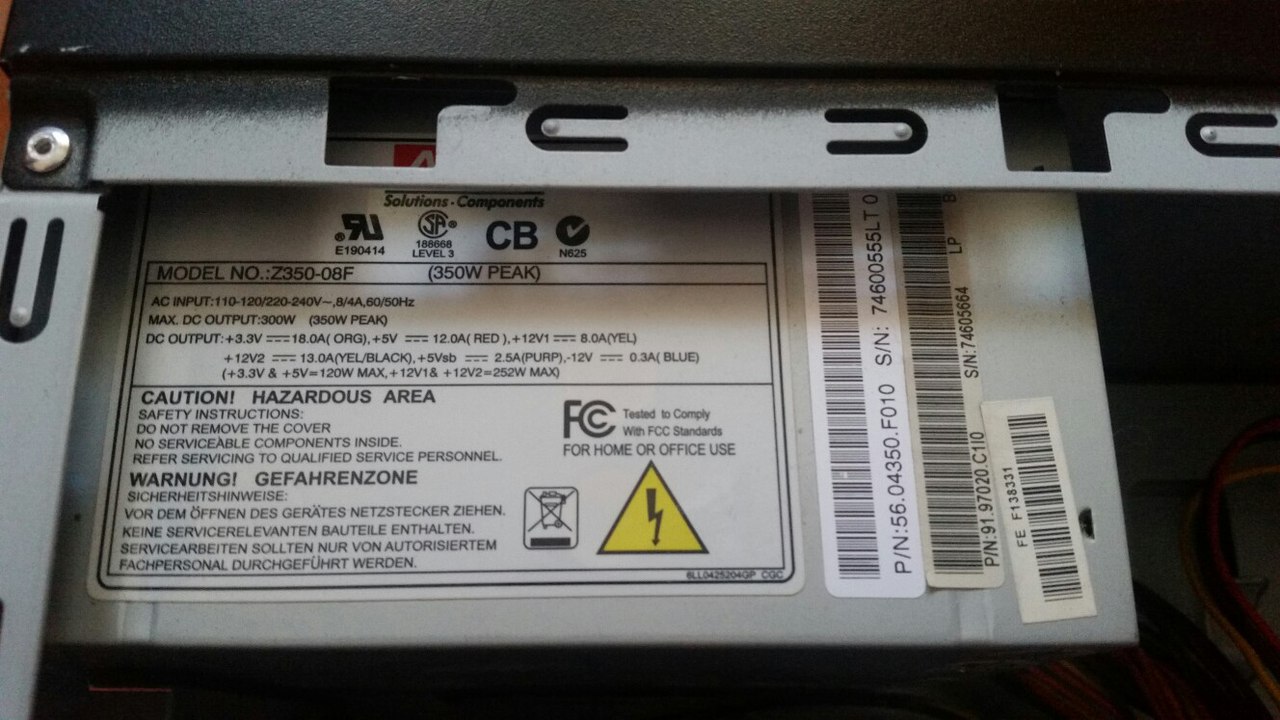 A
Solutions - Components
E190414
SA
188668
LEVEL 3
CB
N625
MODEL NO.:Z350-08F (350W PEAK)
AC INPUT:110-120/220-240V~,8/4A,60/50Hz
MAX. DC OUTPUT:300W (350W PEAK)
DC OUTPUT:+3.3V ⎓18.0A( ORG),+5V ⎓ 12.0A( RED ),+12V1 ⎓ 8.0A(YEL)
+12V2 ⎓ 13.0A(YEL/BLACK),+5Vsb ⎓ 2.5A(PURP),-12V ⎓ 0.3A( BLUE)
(+3.3V & +5V=120W MAX,+12V1& +12V2=252W MAX)
CAUTION! HAZARDOUS AREA
SAFETY INSTRUCTIONS:
DO NOT REMOVE THE COVER
NO SERVICEABLE COMPONENTS INSIDE.
REFER SERVICING TO QUALIFIED SERVICE PERSONNEL.
WARNUNG! GEFAHRENZONE
SICHERHEITSHINWEISE:
VOR DEM ÖFFNEN DES GERÄTES NETZSTECKER ZIEHEN.
KEINE SERVICERELEVANTEN BAUTEILE ENTHALTEN.
SERVICEARBEITEN SOLLTEN NUR VON AUTORISIERTEM
FACHPERSONAL DURCHGEFÜHRT WERDEN.
FC Tested to Comply
With FCC Standards
FOR HOME OR OFFICE USE
6LL0425204GP CGC
P/N:56.04350.F010 S/N: 74600555LT 0
P/N:91.97020.C1I0 S/N:74605664 LP B
FE F138331